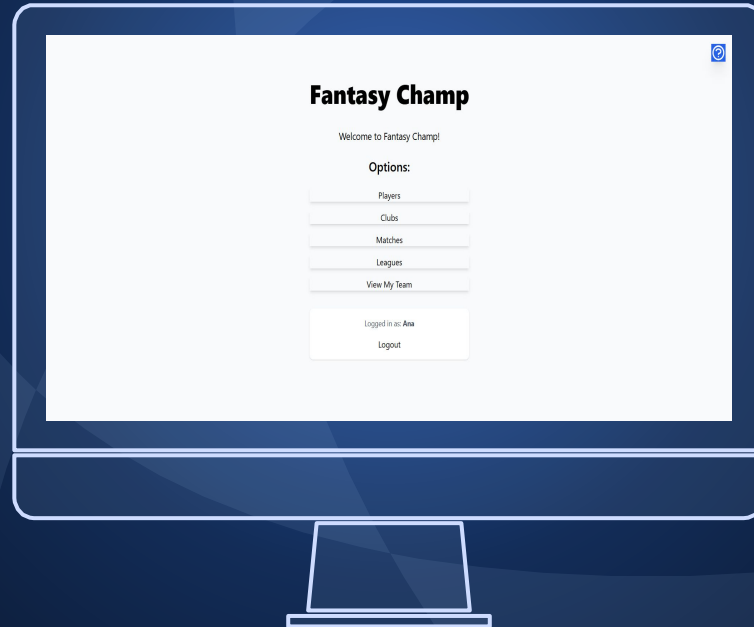 Fantasy Champ
Welcome to Fantasy Champ!
Options:
Players
Clubs
Matches
Leagues
View My Team
Logged in as: Ana
Logout